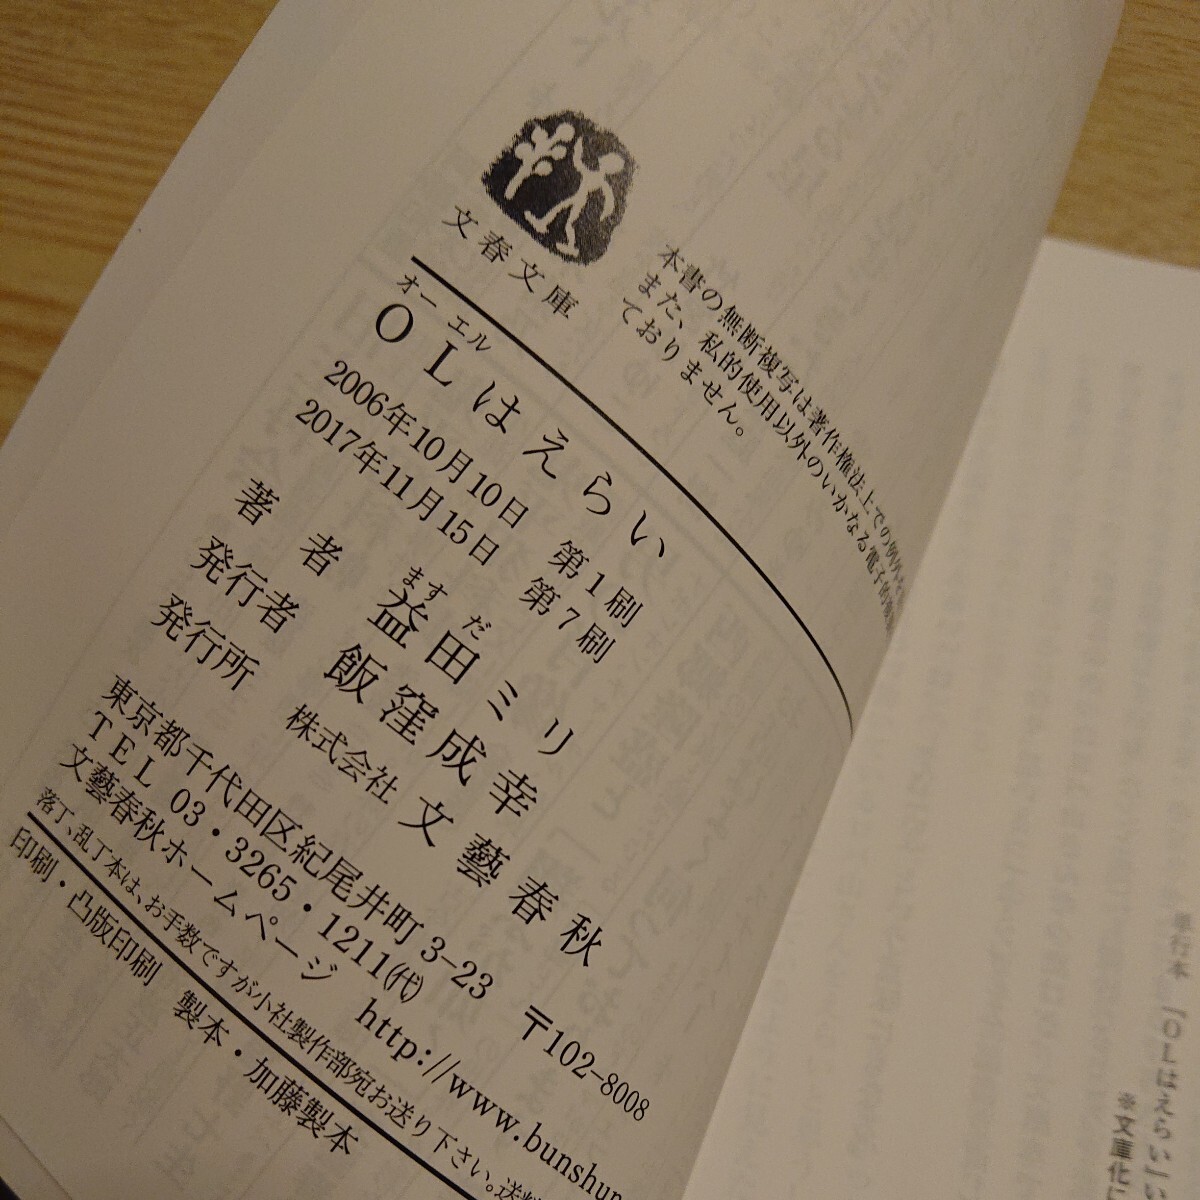 本書の無断複写は著作権法上での例外を
また、私的使用以外のいかなる電子的
ておりません。
文春文庫
オー エル
OLはえらい
2006年10月10日 第1刷
2017年11月15日 第7刷
ます だ
著 者 益田ミリ
発行者 飯窪成幸
発行所 株式会社 文藝春秋
東京都千代田区紀尾井町3-23 〒102-8008
TEL 03・3265・1211(代)
文藝春秋ホームページ http://www.bunshun
落丁、乱丁本は、お手数ですが小社製作部宛お送り下さい。送料
印刷・凸版印刷 製本・加藤製本
単行本 『OLはえらい』い
※文庫化に